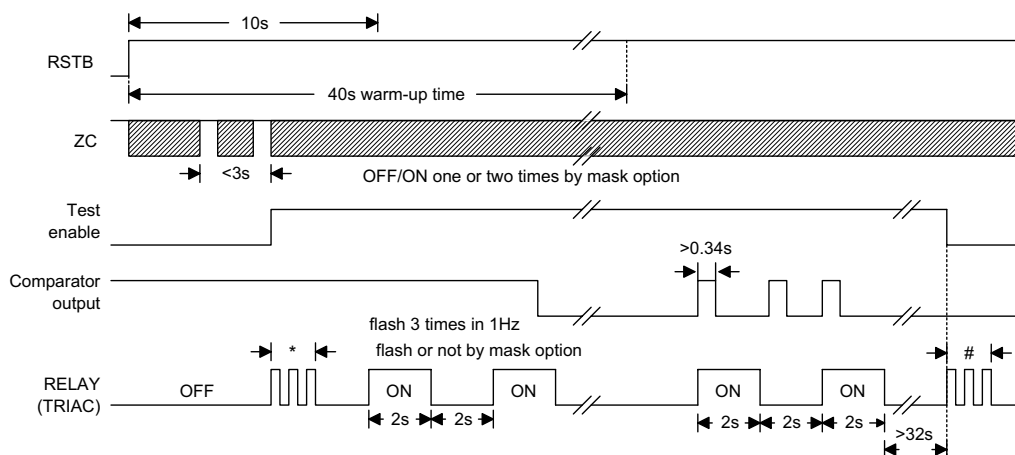 10s
RSTB
40s warm-up time
ZC
<3s
OFF/ON one or two times by mask option
Test
enable
>0.34s
Comparator
output
flash 3 times in 1Hz
* flash or not by mask option #
RELAY
(TRIAC)
OFF ON ON ON ON
2s 2s 2s 2s 2s
>32s